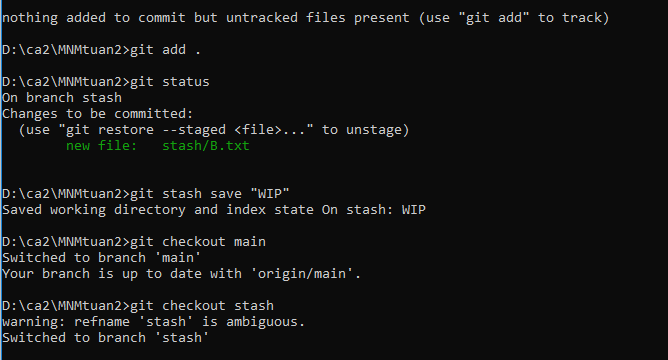 nothing added to commit but untracked files present (use "git add" to track)
D:\ca2\MNMtuan2>git add .
D:\ca2\MNMtuan2>git status
On branch stash
Changes to be committed:
(use "git restore --staged <file>..." to unstage)
new file:   stash/B.txt
D:\ca2\MNMtuan2>git stash save "WIP"
Saved working directory and index state On stash: WIP
D:\ca2\MNMtuan2>git checkout main
Switched to branch 'main'
Your branch is up to date with 'origin/main'.
D:\ca2\MNMtuan2>git checkout stash
warning: refname 'stash' is ambiguous.
Switched to branch 'stash'